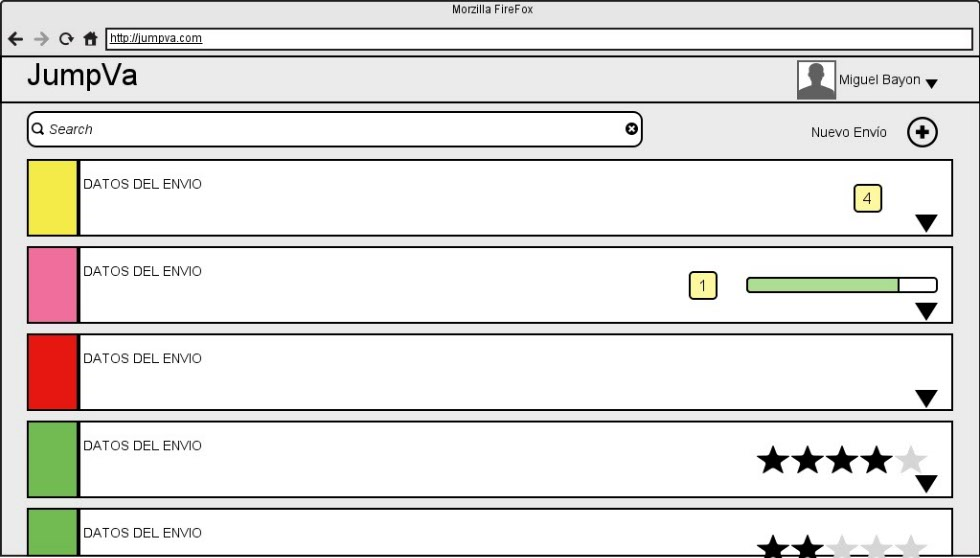 Morzilla FireFox
http://jumpva.com
JumpVa
Miguel Bayon
Search
Nuevo Envío
DATOS DEL ENVIO
4
DATOS DEL ENVIO
1
DATOS DEL ENVIO
DATOS DEL ENVIO
DATOS DEL ENVIO